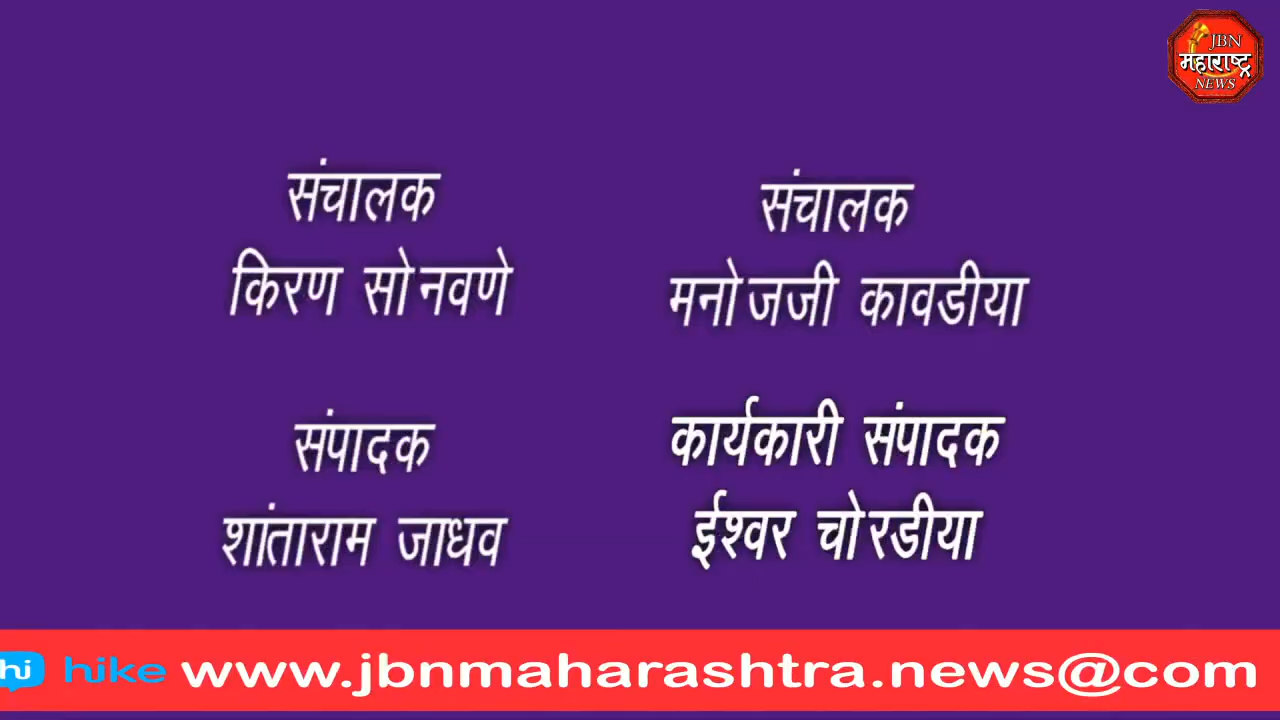 JBN
महाराष्ट्र
NEWS
संचालक
किरण सोनवणे
संचालक
मनोजजी कावडीया
संपादक
शांताराम जाधव
कार्यकारी संपादक
ईश्वर चोरडीया
hi hike www.jbnmaharashtra.news@com